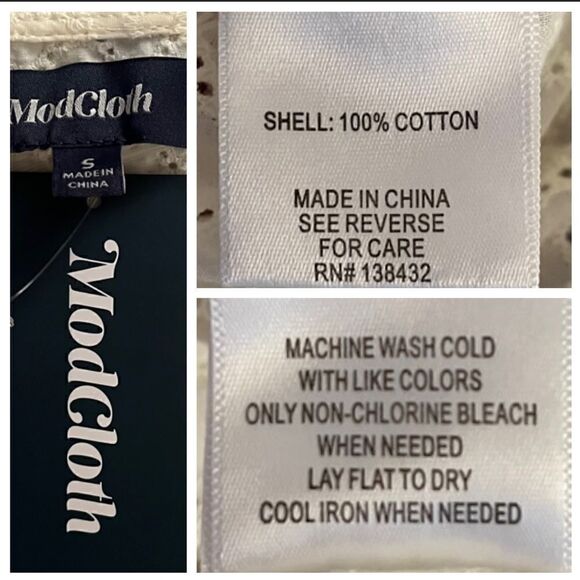 ModCloth
S
MADE IN
CHINA
ModCloth
SHELL: 100% COTTON
MADE IN CHINA
SEE REVERSE
FOR CARE
RN# 138432
MACHINE WASH COLD
WITH LIKE COLORS
ONLY NON-CHLORINE BLEACH
WHEN NEEDED
LAY FLAT TO DRY
COOL IRON WHEN NEEDED